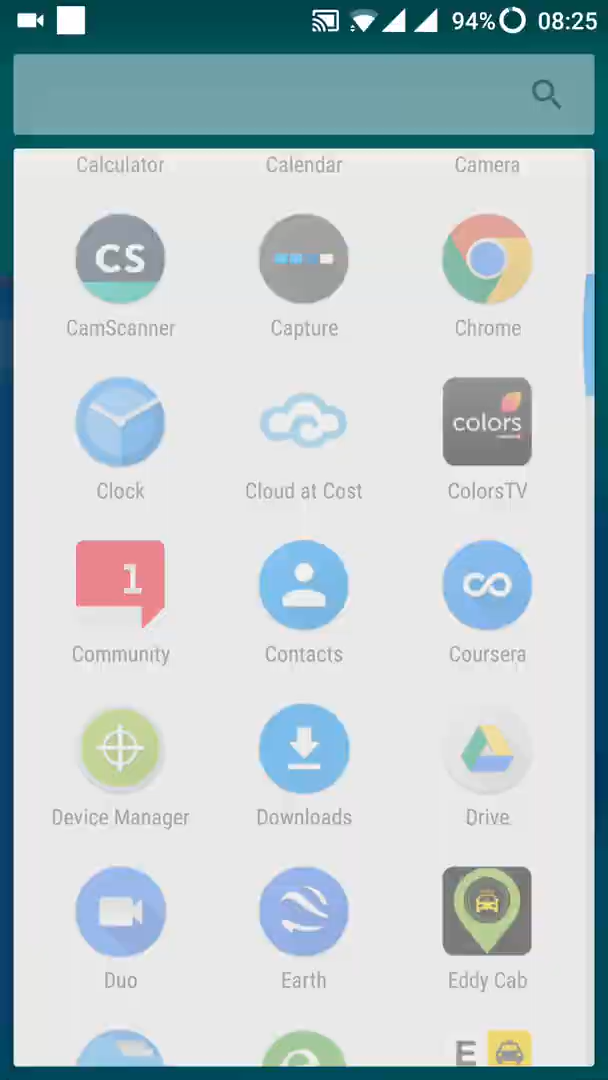 94% 08:25
Calculator Calendar Camera
CS
CamScanner Capture Chrome
colors
Clock Cloud at Cost ColorsTV
1
Community Contacts Coursera
Device Manager Downloads Drive
Duo Earth Eddy Cab
E